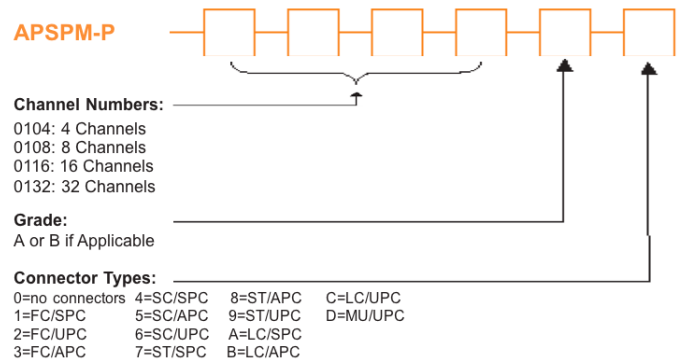 APSPM-P
Channel Numbers:
0104: 4 Channels
0108: 8 Channels
0116: 16 Channels
0132: 32 Channels
Grade:
A or B if Applicable
Connector Types:
0=no connectors 4=SC/SPC 8=ST/APC C=LC/UPC
1=FC/SPC 5=SC/APC 9=ST/UPC D=MU/UPC
2=FC/UPC 6=SC/UPC A=LC/SPC
3=FC/APC 7=ST/SPC B=LC/APC